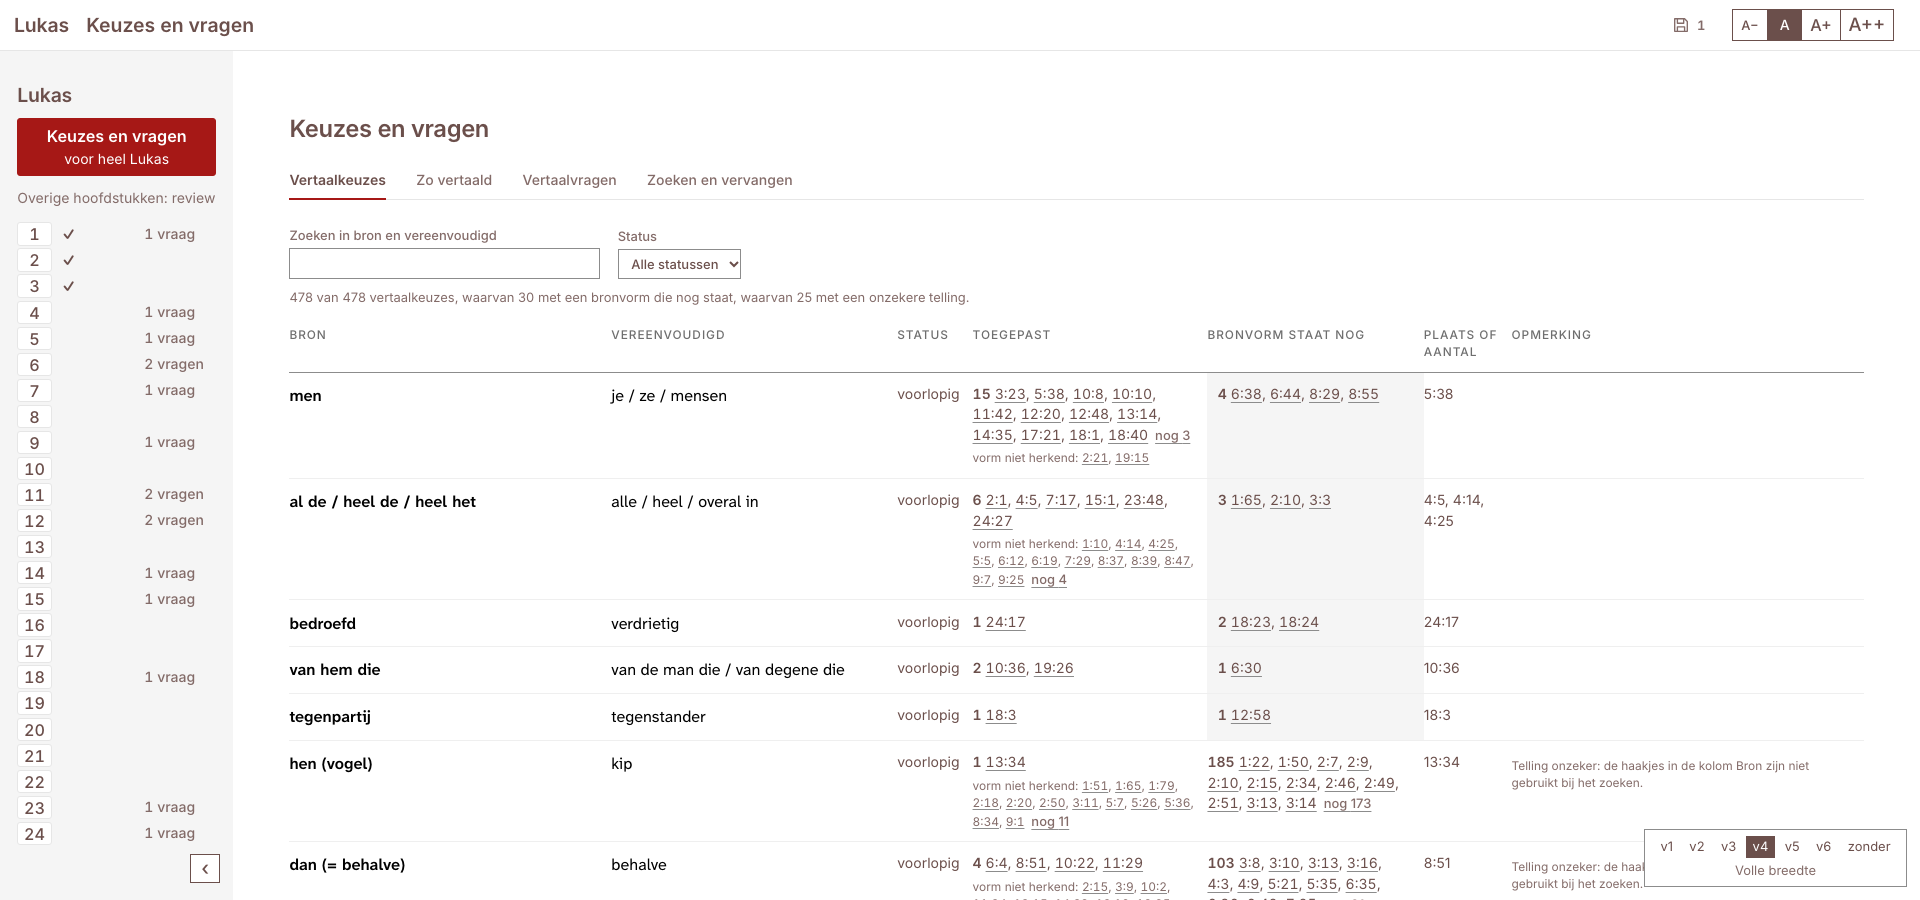 Lukas Keuzes en vragen
1
A− A A+ A++
Lukas
Keuzes en vragen
voor heel Lukas
Overige hoofdstukken: review
1 1 vraag
2
3
4 1 vraag
5 1 vraag
6 2 vragen
7 1 vraag
8
9 1 vraag
10
11 2 vragen
12 2 vragen
13
14 1 vraag
15 1 vraag
16
17
18 1 vraag
19
20
21
22
23 1 vraag
24 1 vraag
Keuzes en vragen
Vertaalkeuzes Zo vertaald Vertaalvragen Zoeken en vervangen
Zoeken in bron en vereenvoudigd
Status
Alle statussen
478 van 478 vertaalkeuzes, waarvan 30 met een bronvorm die nog staat, waarvan 25 met een onzekere telling.
BRON VEREENVOUDIGD STATUS TOEGEPAST BRONVORM STAAT NOG PLAATS OF
AANTAL OPMERKING
men je / ze / mensen voorlopig 15 3:23, 5:38, 10:8, 10:10, 4 6:38, 6:44, 8:29, 8:55 5:38
11:42, 12:20, 12:48, 13:14,
14:35, 17:21, 18:1, 18:40 nog 3
vorm niet herkend: 2:21, 19:15
al de / heel de / heel het alle / heel / overal in voorlopig 6 2:1, 4:5, 7:17, 15:1, 23:48, 3 1:65, 2:10, 3:3 4:5, 4:14,
24:27 4:25
vorm niet herkend: 1:10, 4:14, 4:25,
5:5, 6:12, 6:19, 7:29, 8:37, 8:39, 8:47,
9:7, 9:25 nog 4
bedroefd verdrietig voorlopig 1 24:17 2 18:23, 18:24 24:17
van hem die van de man die / van degene die voorlopig 2 10:36, 19:26 1 6:30 10:36
tegenpartij tegenstander voorlopig 1 18:3 1 12:58 18:3
hen (vogel) kip voorlopig 1 13:34 185 1:22, 1:50, 2:7, 2:9, 13:34 Telling onzeker: de haakjes in de kolom Bron zijn niet
vorm niet herkend: 1:51, 1:65, 1:79, 2:10, 2:15, 2:34, 2:46, 2:49, gebruikt bij het zoeken.
2:18, 2:20, 2:50, 3:11, 5:7, 5:26, 5:36, 2:51, 3:13, 3:14 nog 173
8:34, 9:1 nog 11
dan (= behalve) behalve voorlopig 4 6:4, 8:51, 10:22, 11:29 103 3:8, 3:10, 3:13, 3:16, 8:51 Telling onzeker: de
vorm niet herkend: 2:15, 3:9, 10:2, 4:3, 4:9, 5:21, 5:35, 6:35, gebruikt bij het zoeken.
v1 v2 v3 v4 v5 v6 zonder
Volle breedte